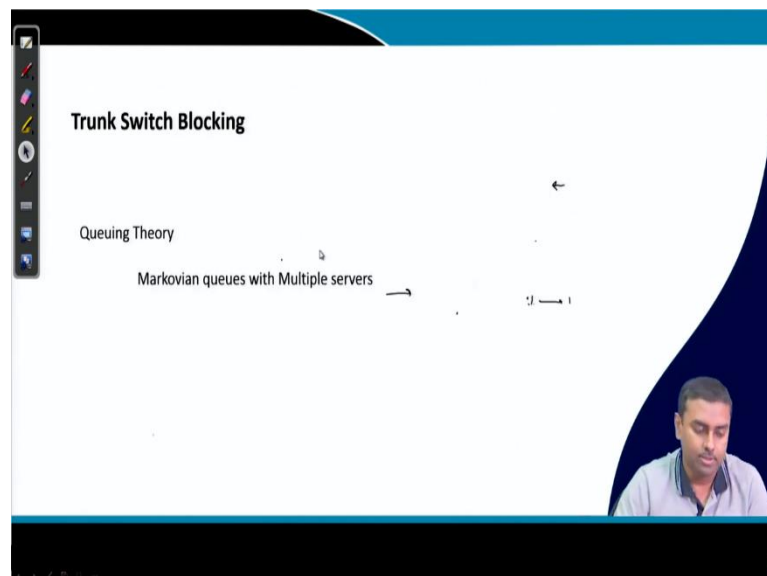 Trunk Switch Blocking
Queuing Theory
Markovian queues with Multiple servers